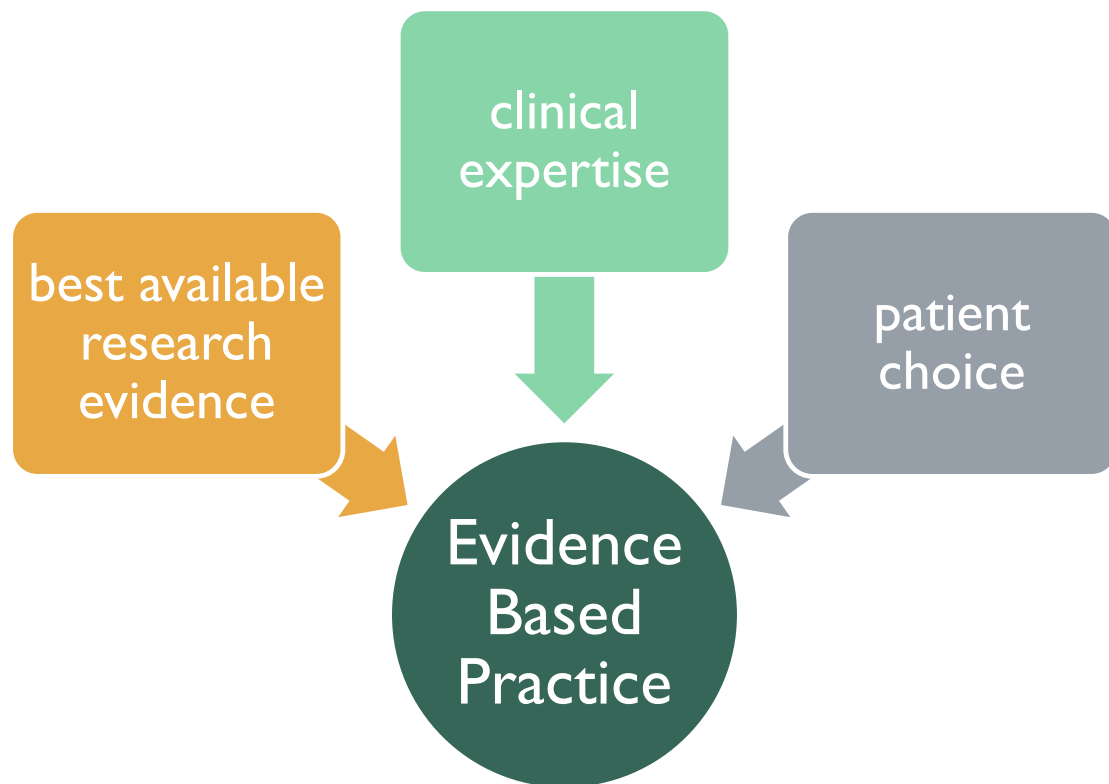 clinical
expertise
best available
research
evidence
patient
choice
Evidence
Based
Practice